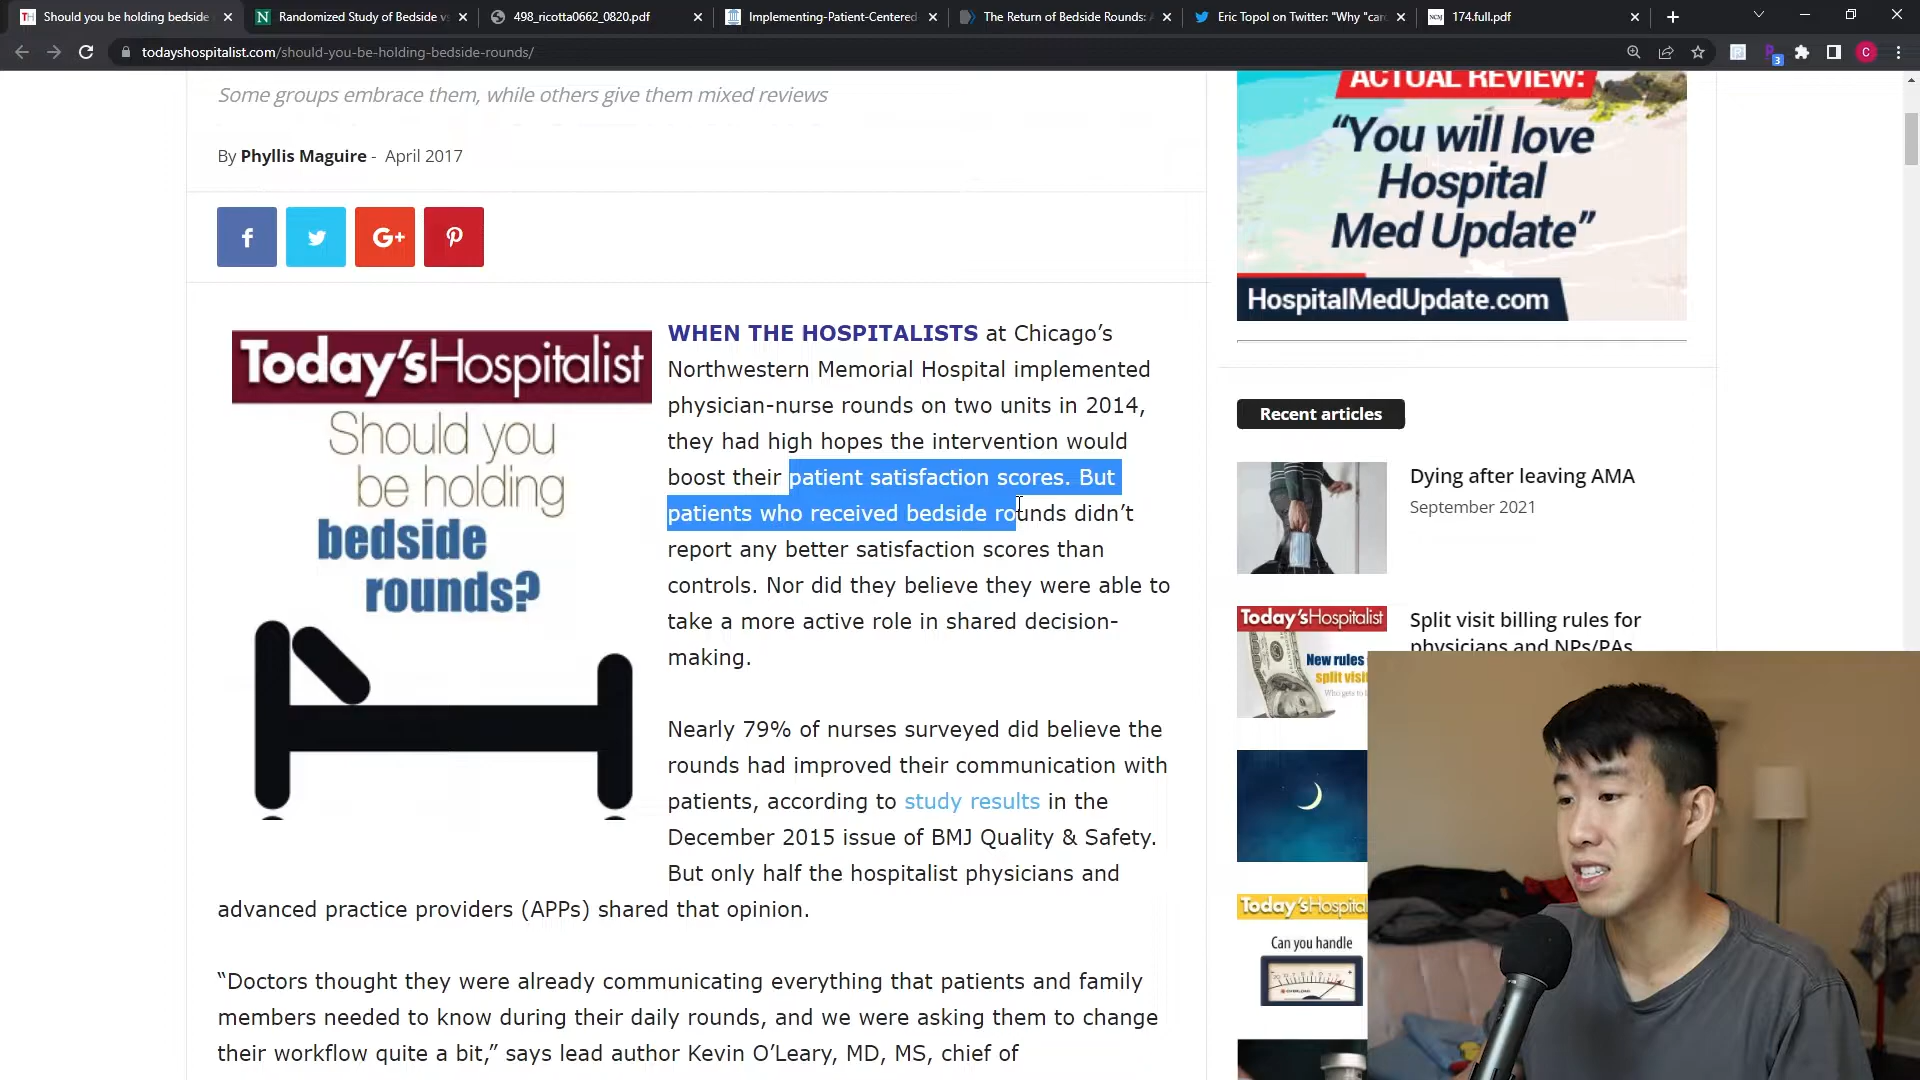 Should you be holding bedside
Randomized Study of Bedside v
498_ricotta0662_0820.pdf
Implementing-Patient-Centered
The Return of Bedside Rounds:
Eric Topol on Twitter: "Why "car
174.full.pdf
todayshospitalist.com/should-you-be-holding-bedside-rounds/
Some groups embrace them, while others give them mixed reviews
By Phyllis Maguire - April 2017
f
G+
Today'sHospitalist
Should you
be holding
bedside
rounds?
WHEN THE HOSPITALISTS at Chicago’s
Northwestern Memorial Hospital implemented
physician-nurse rounds on two units in 2014,
they had high hopes the intervention would
boost their patient satisfaction scores. But
patients who received bedside rounds didn’t
report any better satisfaction scores than
controls. Nor did they believe they were able to
take a more active role in shared decision-
making.
Nearly 79% of nurses surveyed did believe the
rounds had improved their communication with
patients, according to study results in the
December 2015 issue of BMJ Quality & Safety.
But only half the hospitalist physicians and
advanced practice providers (APPs) shared that opinion.
“Doctors thought they were already communicating everything that patients and family
members needed to know during their daily rounds, and we were asking them to change
their workflow quite a bit,” says lead author Kevin O’Leary, MD, MS, chief of
ACTUAL REVIEW:
“You will love
Hospital
Med Update”
HospitalMedUpdate.com
Recent articles
Dying after leaving AMA
September 2021
Today'sHospitalist
New rules
split visit
Split visit billing rules for
physicians and NPs/PAs
Today'sHospital
Can you handle